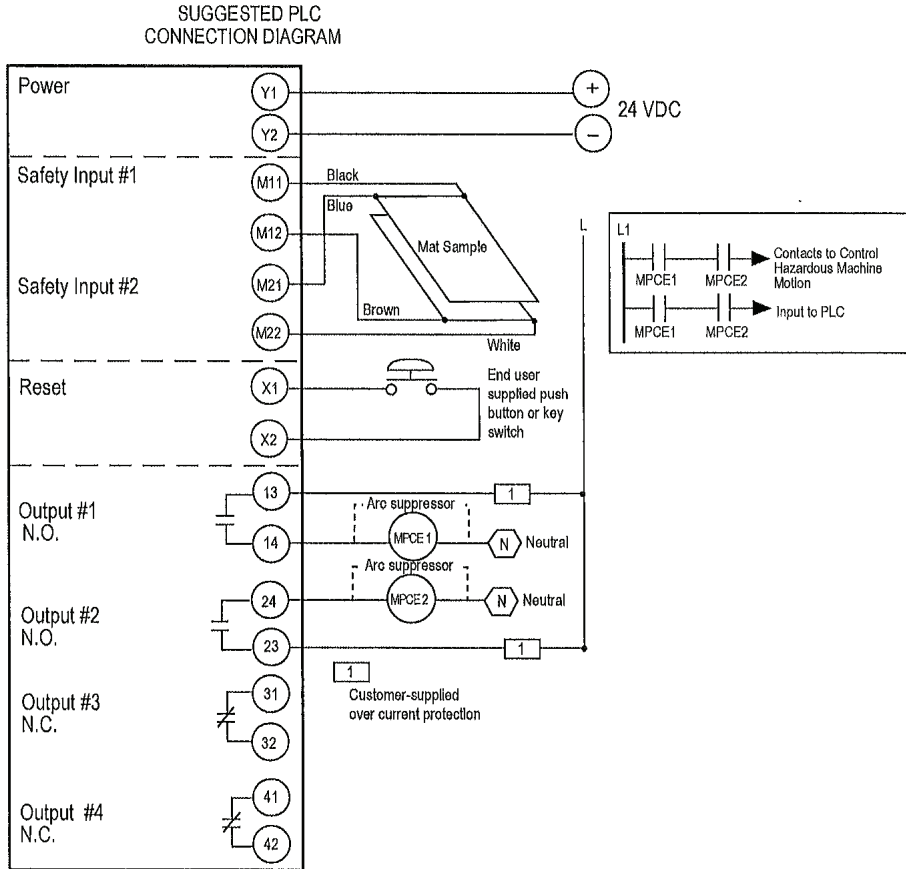 SUGGESTED PLC
CONNECTION DIAGRAM
Power
Y1
Y2
+
−
24 VDC
Safety Input #1
M11
M12
Black
Blue
Mat Sample
Safety Input #2
M21
M22
Brown
White
L
L1
MPCE1
MPCE2
Contacts to Control
Hazardous Machine
Motion
MPCE1
MPCE2
Input to PLC
Reset
X1
X2
End user
supplied push
button or key
switch
Output #1
N.O.
13
14
1
Arc suppressor
MPCE1
N
Neutral
Arc suppressor
Output #2
N.O.
24
23
MPCE2
N
Neutral
1
1
Customer-supplied
over current protection
Output #3
N.C.
31
32
Output #4
N.C.
41
42